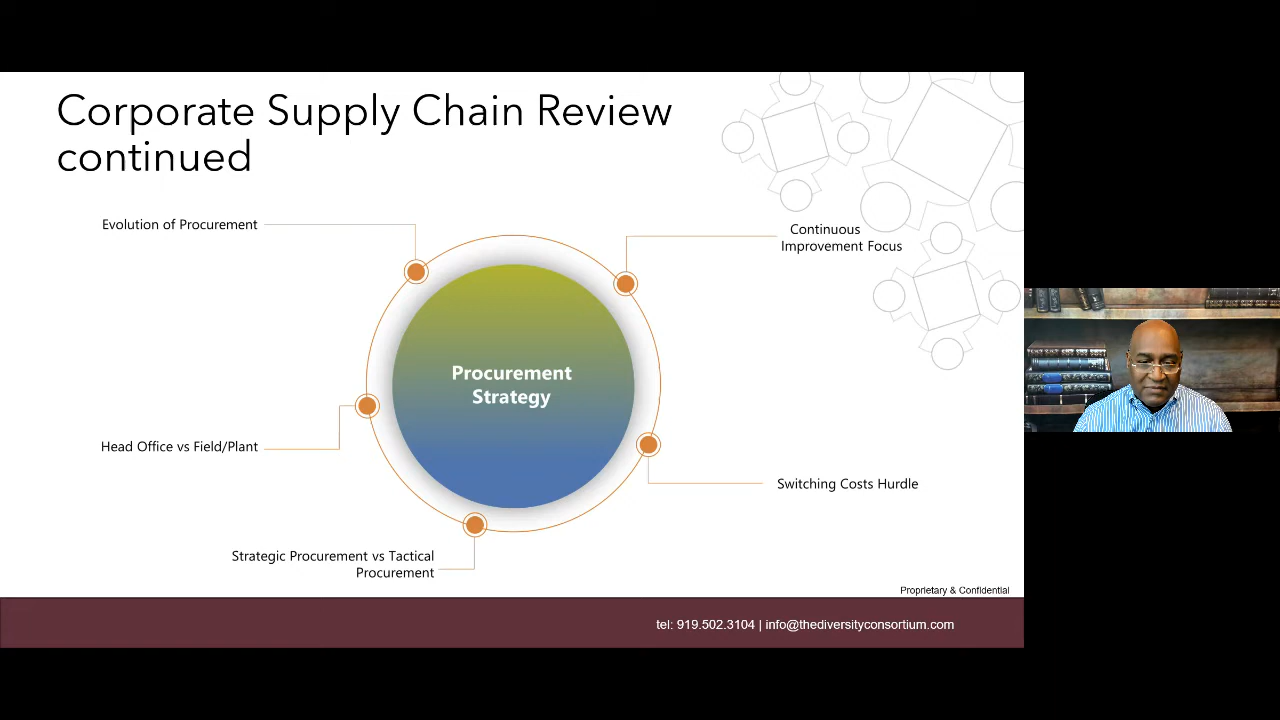 Corporate Supply Chain Review
continued
Evolution of Procurement
Continuous
Improvement Focus
Procurement
Strategy
Head Office vs Field/Plant
Switching Costs Hurdle
Strategic Procurement vs Tactical
Procurement
Proprietary & Confidential
tel: 919.502.3104 | info@thediversityconsortium.com